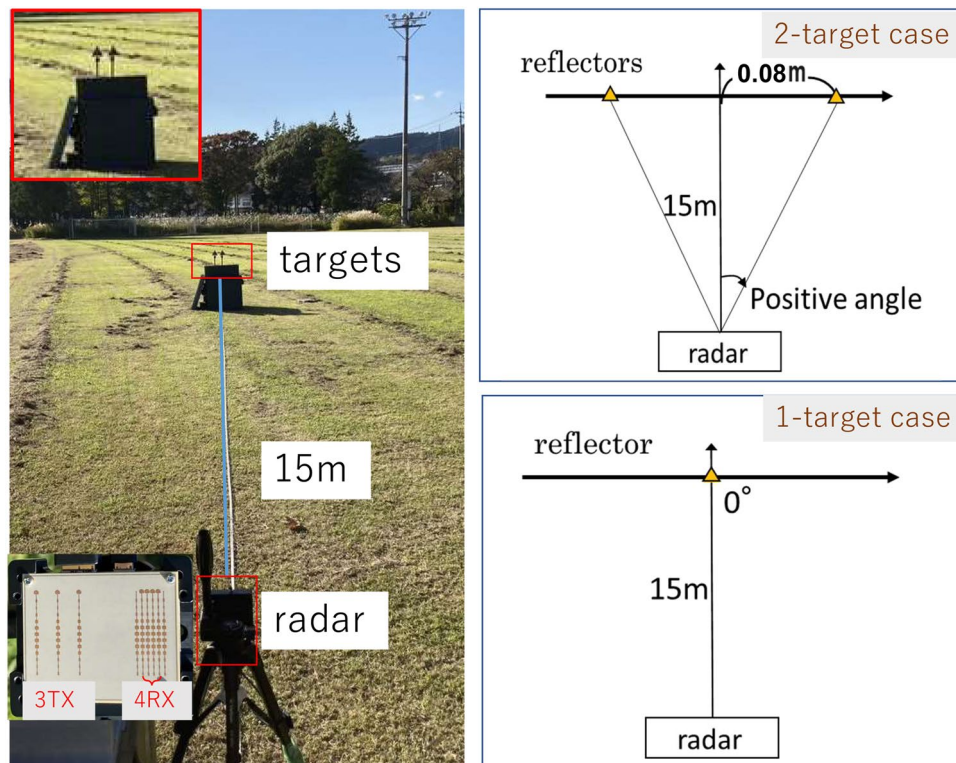 targets
15m
radar
3TX
4RX
2-target case
reflectors
0.08m
15m
Positive angle
radar
1-target case
reflector
0°
15m
radar